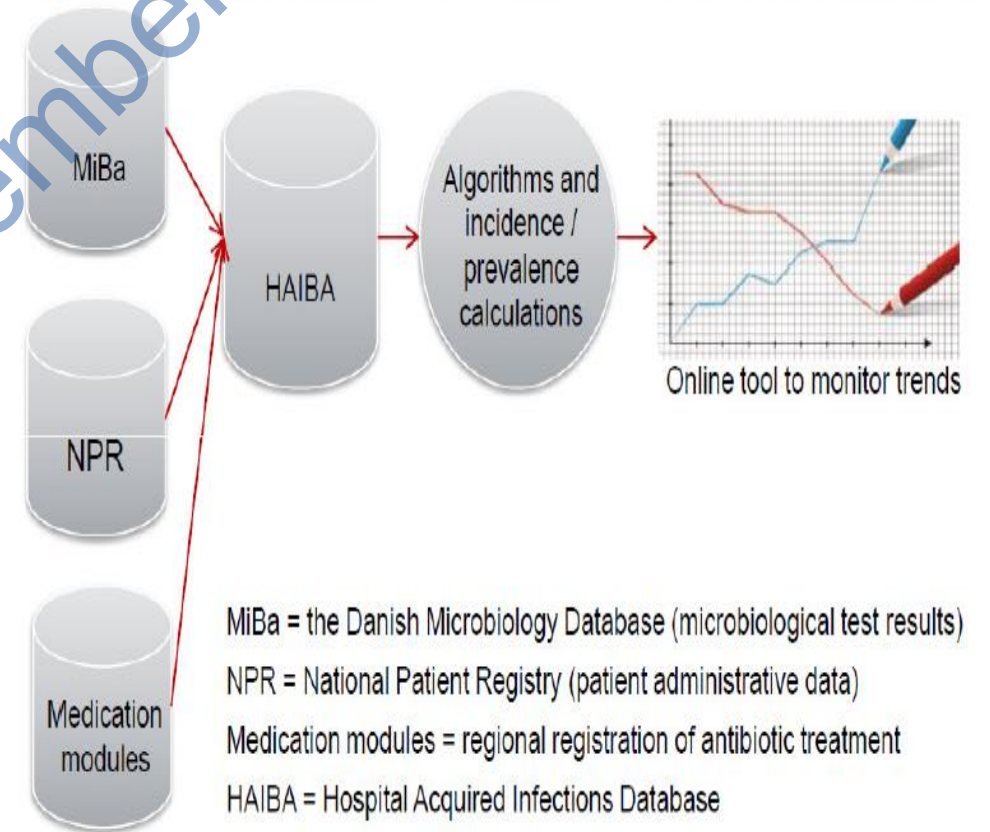 MiBa
NPR
Medication
modules
HAIBA
Algorithms and
incidence /
prevalence
calculations
Online tool to monitor trends
MiBa = the Danish Microbiology Database (microbiological test results)
NPR = National Patient Registry (patient administrative data)
Medication modules = regional registration of antibiotic treatment
HAIBA = Hospital Acquired Infections Database